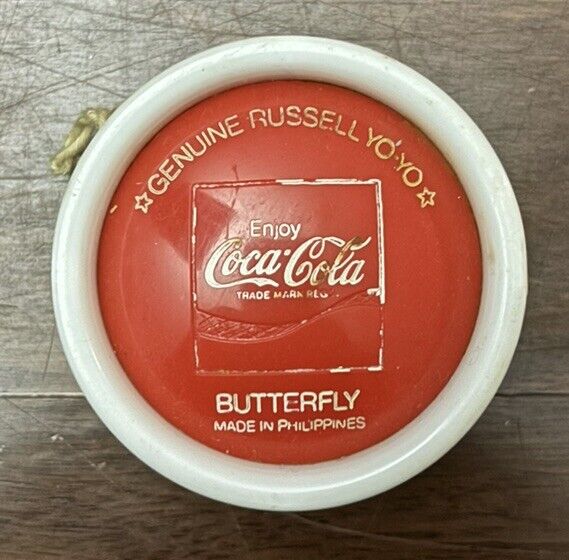 ☆GENUINE RUSSELL YO-YO☆
Enjoy
Coca-Cola
TRADE MARK REG.
BUTTERFLY
MADE IN PHILIPPINES